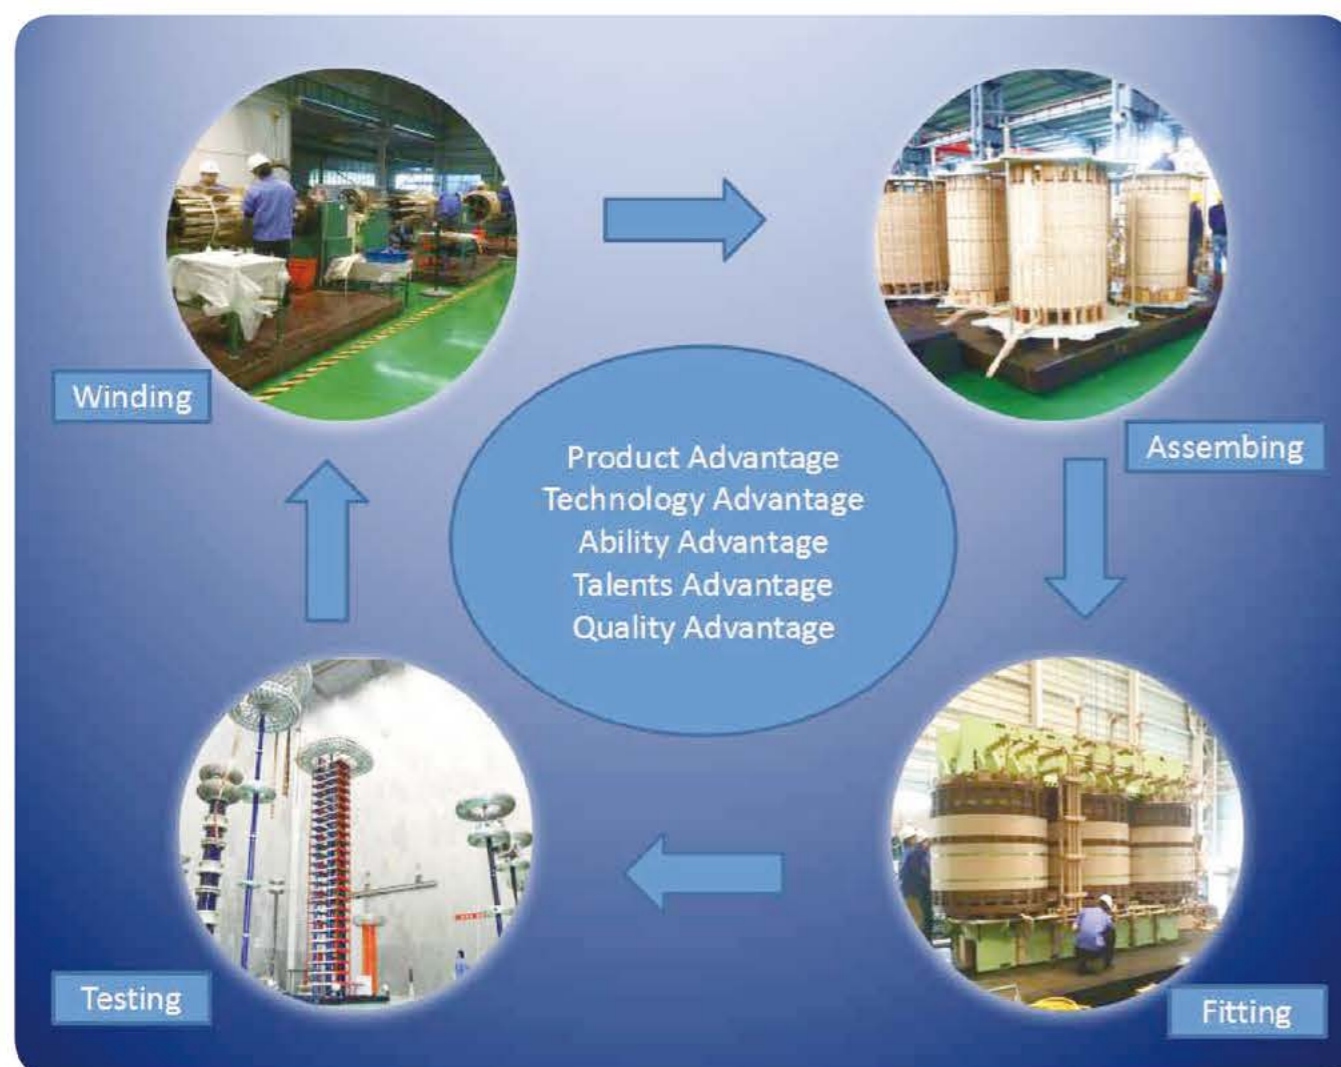 Winding
Assembing
Product Advantage
Technology Advantage
Ability Advantage
Talents Advantage
Quality Advantage
Testing
Fitting